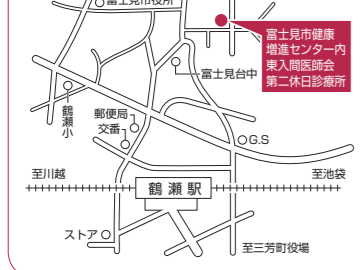 富士見市役所
富士見市健康
増進センター内
東入間医師会
第二休日診療所
富士見台中
鶴瀬小
郵便局
交番
G.S
至川越
至池袋
鶴瀬駅
ストア
至三芳町役場